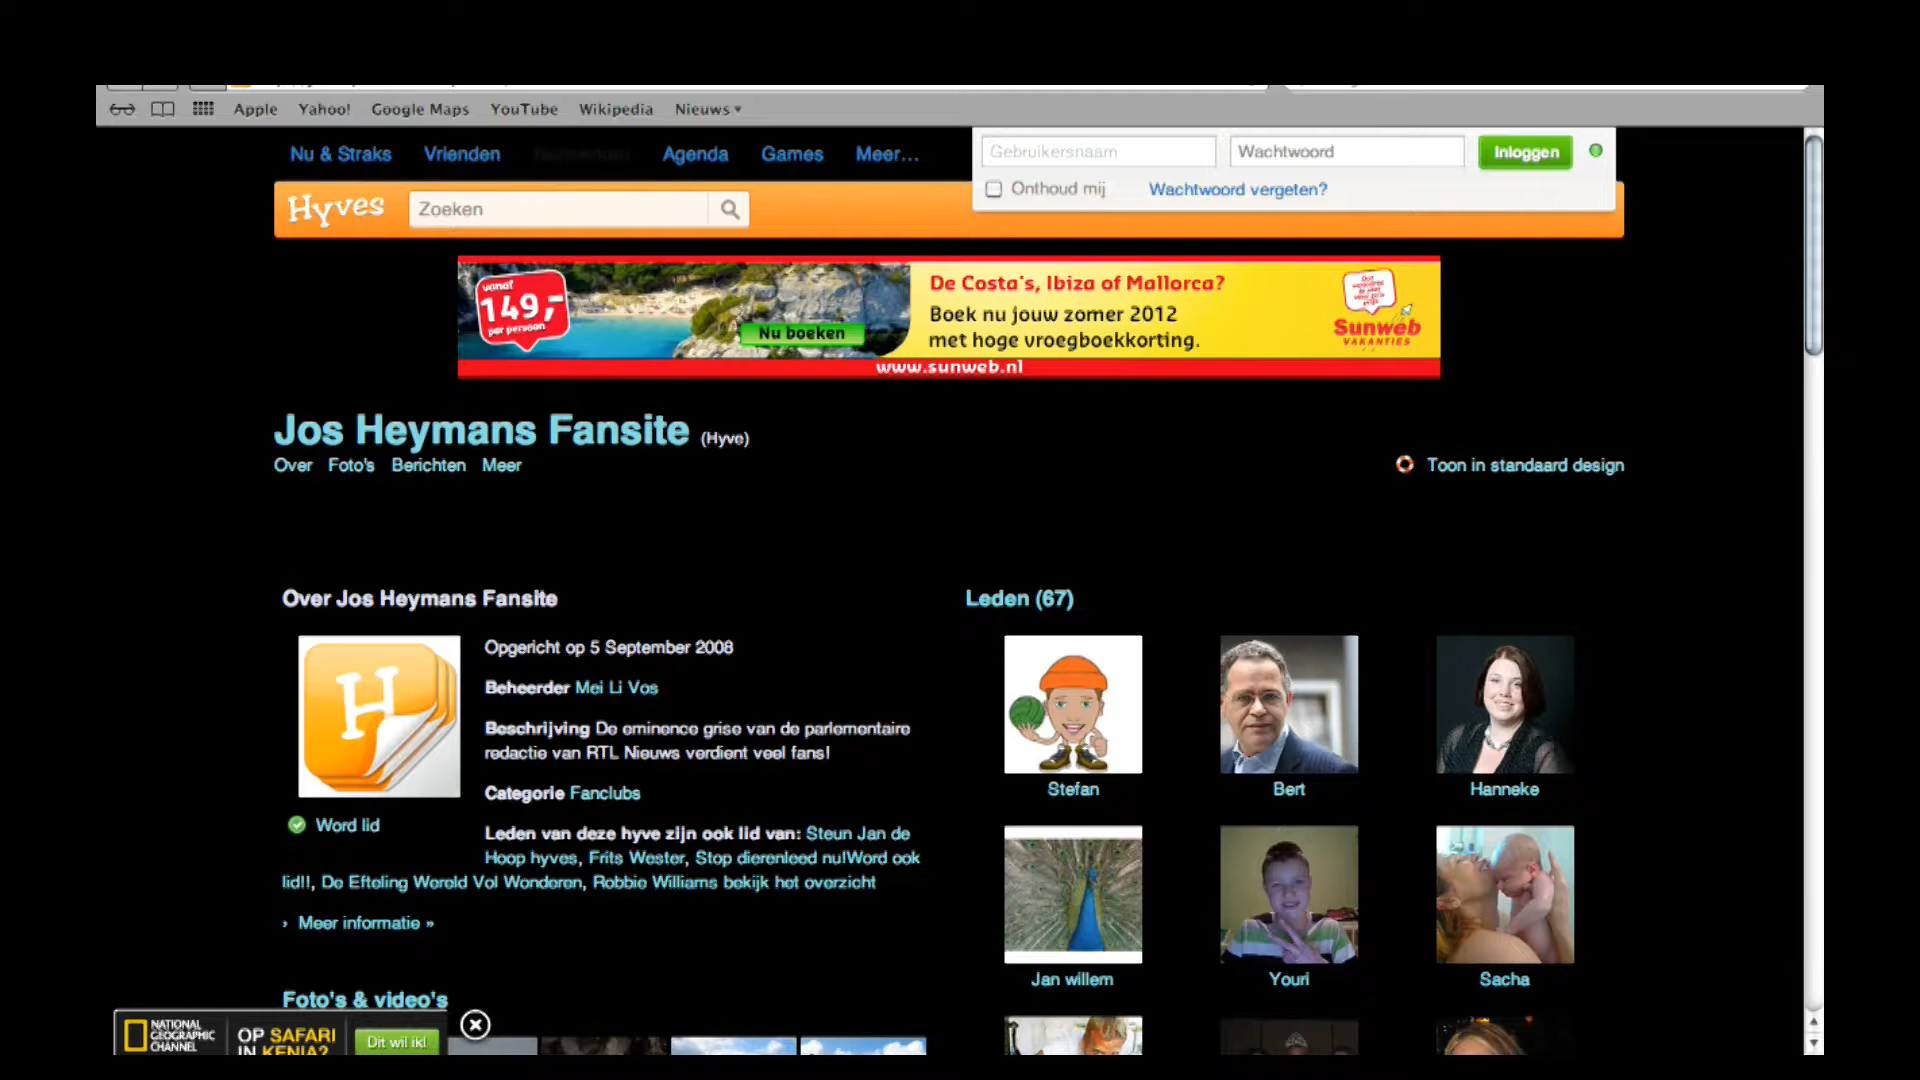 Apple Yahoo! Google Maps YouTube Wikipedia Nieuws
Nu & Straks Vrienden Agenda Games Meer...
Gebruikersnaam Wachtwoord Inloggen
Onthoud mij Wachtwoord vergeten?
Hyves Zoeken
vanaf
149,-
per persoon
Nu boeken
De Costa's, Ibiza of Mallorca?
Boek nu jouw zomer 2012
met hoge vroegboekkorting.
Sunweb
VAKANTIES
www.sunweb.nl
Jos Heymans Fansite (Hyve)
Over Foto's Berichten Meer
Toon in standaard design
Over Jos Heymans Fansite
H
Word lid
Opgericht op 5 September 2008
Beheerder Mei Li Vos
Beschrijving De eminence grise van de parlementaire
redactie van RTL Nieuws verdient veel fans!
Categorie Fanclubs
Leden van deze hyve zijn ook lid van: Steun Jan de
Hoop hyves, Frits Wester, Stop dierenleed nu!Word ook
lid!!, De Efteling Wereld Vol Wonderen, Robbie Williams bekijk het overzicht
› Meer informatie »
Leden (67)
Stefan Bert Hanneke
Jan willem Youri Sacha
Foto's & video's
NATIONAL
GEOGRAPHIC
CHANNEL
OP SAFARI
IN KENIA?
Dit wil ik!